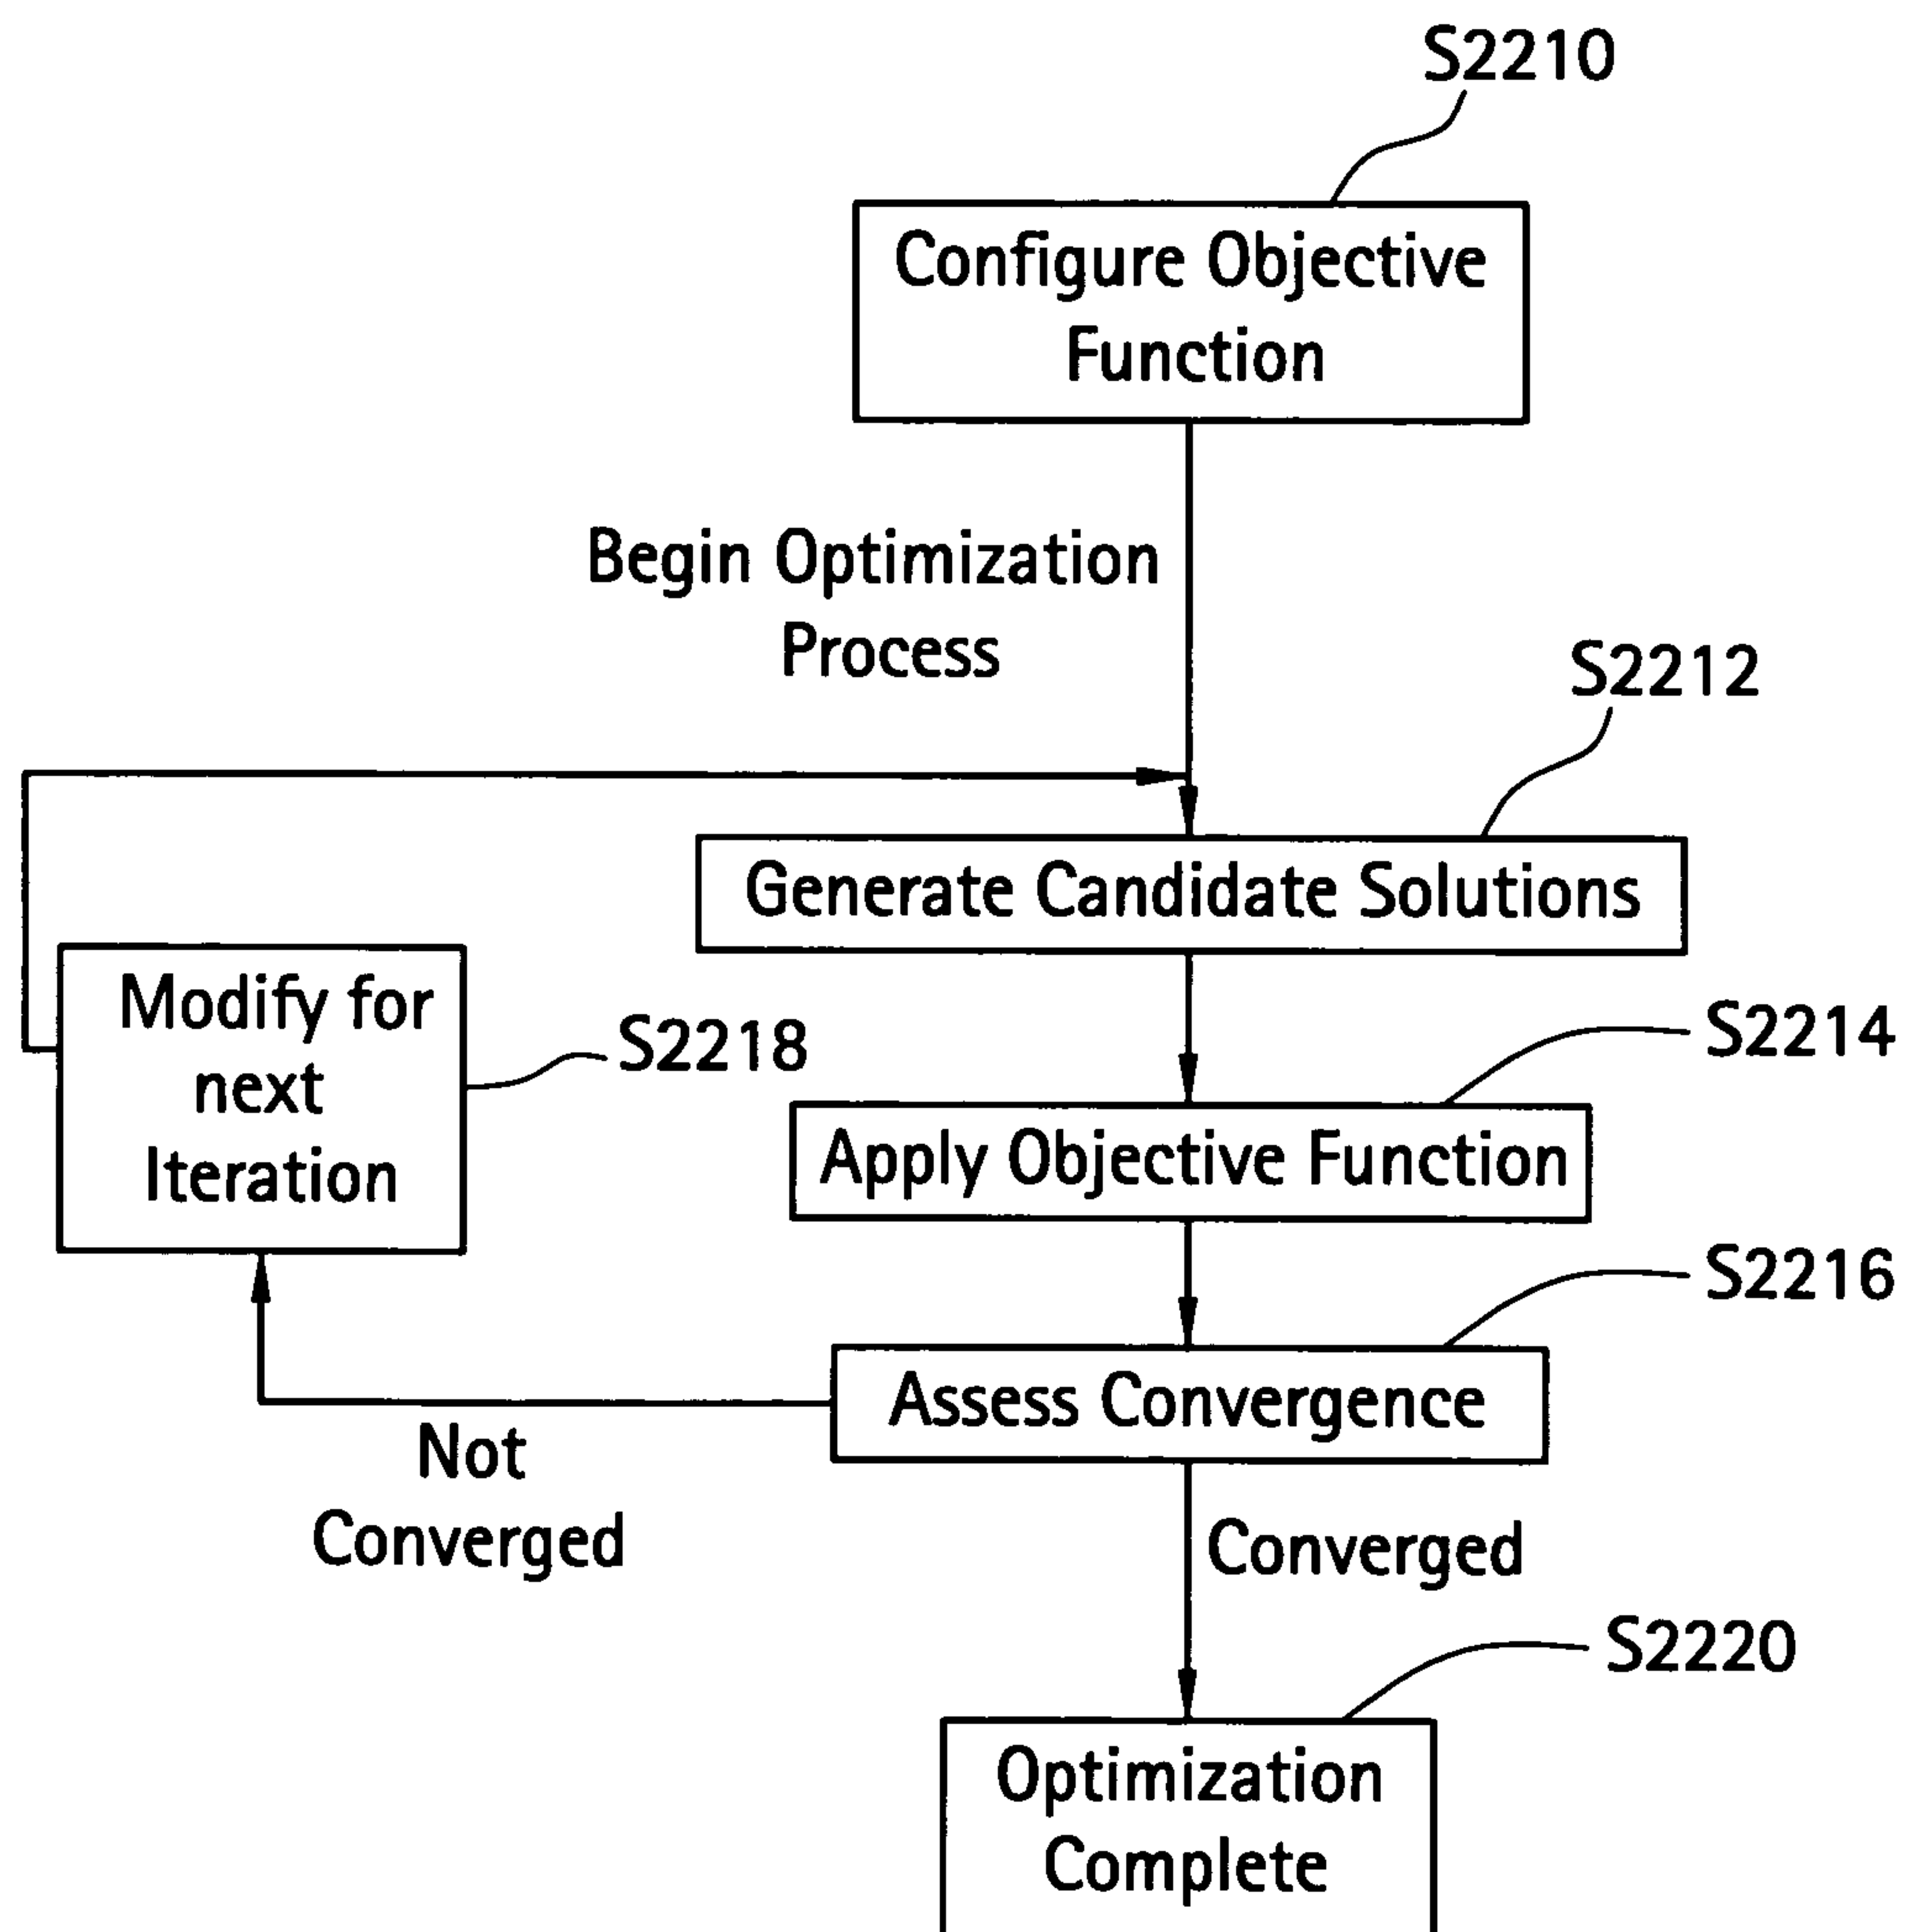 S2210
Configure Objective
Function
Begin Optimization
Process
S2212
Generate Candidate Solutions
Modify for
next
Iteration
S2218
S2214
Apply Objective Function
S2216
Assess Convergence
Not
Converged
Converged
S2220
Optimization
Complete